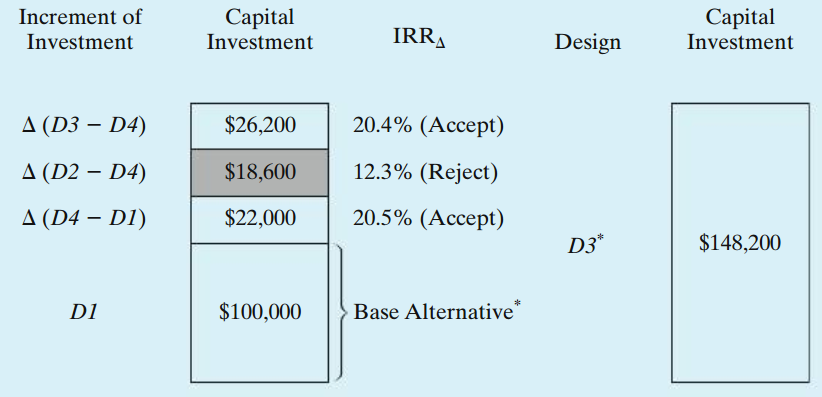 Increment of Investment Capital Investment IRRΔ Design Capital Investment
Δ (D3 − D4) $26,200 20.4% (Accept)
Δ (D2 − D4) $18,600 12.3% (Reject)
Δ (D4 − D1) $22,000 20.5% (Accept)
D3* $148,200
D1 $100,000 Base Alternative*